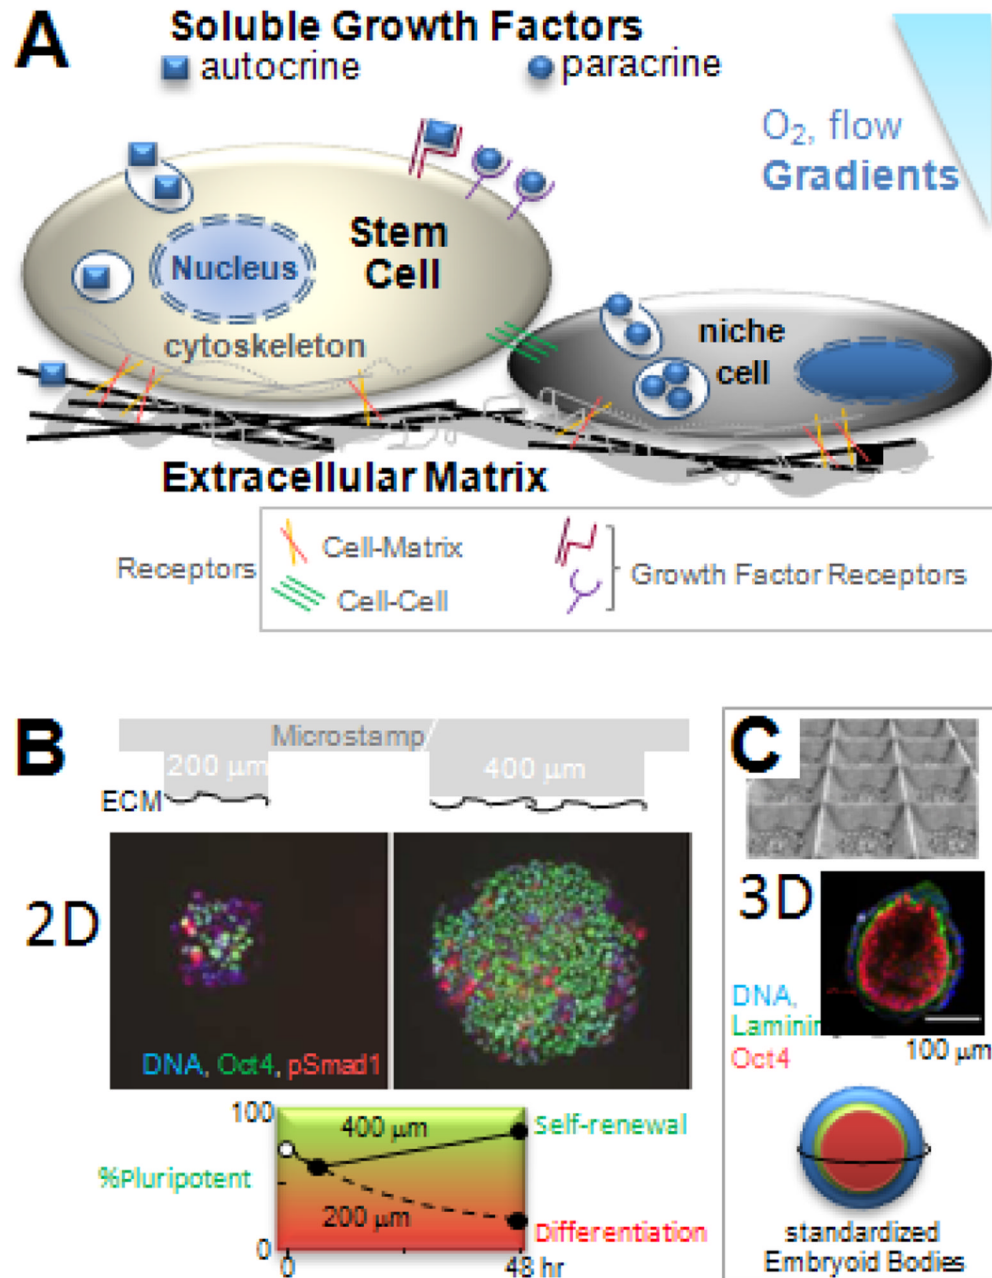 A
Soluble Growth Factors
autocrine
paracrine
O₂, flow
Gradients
Stem
Cell
Nucleus
cytoskeleton
niche
cell
Extracellular Matrix
Receptors
Cell-Matrix
Cell-Cell
Growth Factor Receptors
B
Microstamp
200 μm
400 μm
ECM
2D
DNA, Oct4, pSmad1
100
400 μm
Self-renewal
%Pluripotent
200 μm
Differentiation
0
0
48 hr
C
3D
DNA,
Laminin
Oct4
100 μm
standardized
Embryoid Bodies